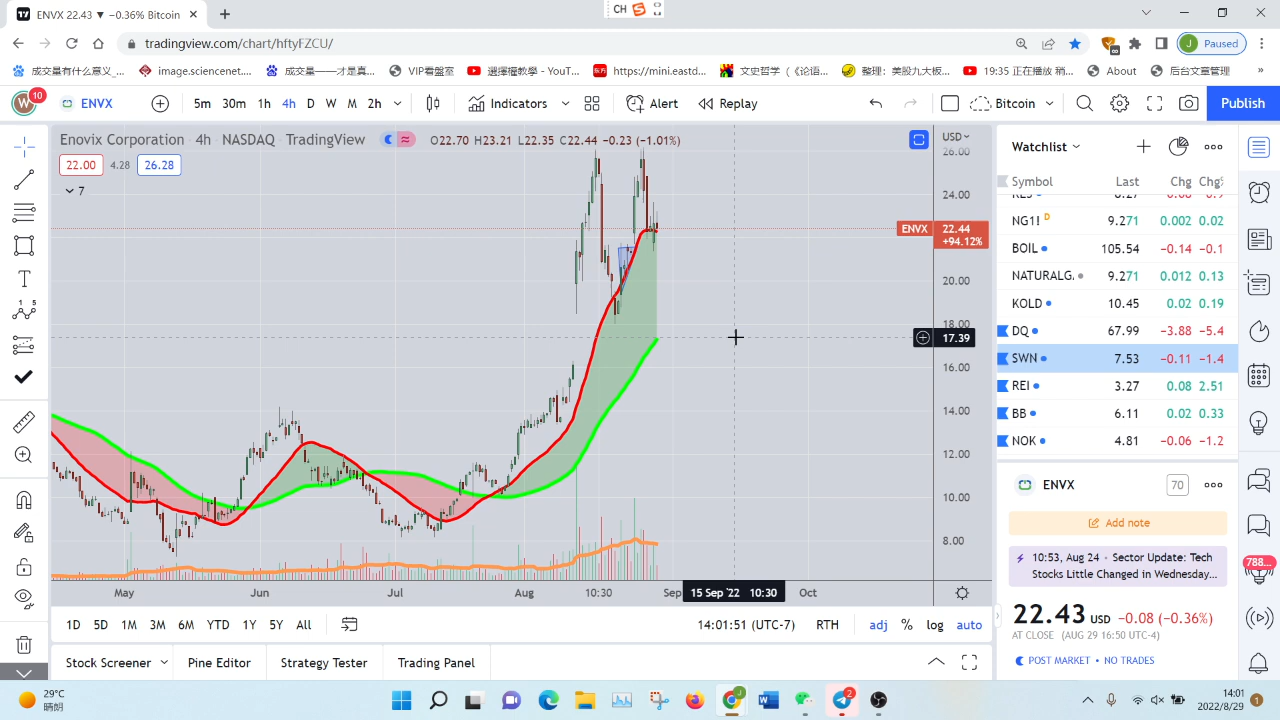 ENVX 22.43 ▼ −0.36% Bitcoin
CH
tradingview.com/chart/hftyFZCU/
J Paused
成交量有什么意义_...
image.sciencenet....
成交量——才是真...
VIP看盤室
選擇權教學 - YouT...
https://mini.eastd...
文史哲学（《论语...
整理：美股九大板...
19:35 正在播放 稍...
About
后台文章管理
»
W 10 ENVX
5m 30m 1h 4h D W M 2h
Indicators
Alert
Replay
Bitcoin
Publish
Enovix Corporation · 4h · NASDAQ · TradingView
O22.70 H23.21 L22.30 C22.44 −0.23 (−1.01%)
22.00 4.28 26.28
7
USD
26.00
24.00
ENVX 22.44
+94.12%
20.00
18.00
17.39
16.00
14.00
12.00
10.00
8.00
May Jun Jul Aug 10:30 Sep 15 Sep '22 10:30 Oct
1D 5D 1M 3M 6M YTD 1Y 5Y All
14:01:51 (UTC-7) RTH adj % log auto
Stock Screener Pine Editor Strategy Tester Trading Panel
Watchlist
Symbol Last Chg Chg%
NG1! D 9.271 0.002 0.02
BOIL 105.54 −0.14 −0.1
NATURALG. 9.271 0.012 0.13
KOLD 10.45 0.02 0.19
DQ 67.99 −3.88 −5.4
SWN 7.53 −0.11 −1.4
REI 3.27 0.08 2.51
BB 6.11 0.02 0.33
NOK 4.81 −0.06 −1.2
ENVX 70
Add note
10:53, Aug 24 · Sector Update: Tech
Stocks Little Changed in Wednesday...
22.43 USD −0.08 (−0.36%)
AT CLOSE (AUG 29 16:50 UTC-4)
POST MARKET • NO TRADES
788...
29°C
晴朗
2
14:01
2022/8/29
1